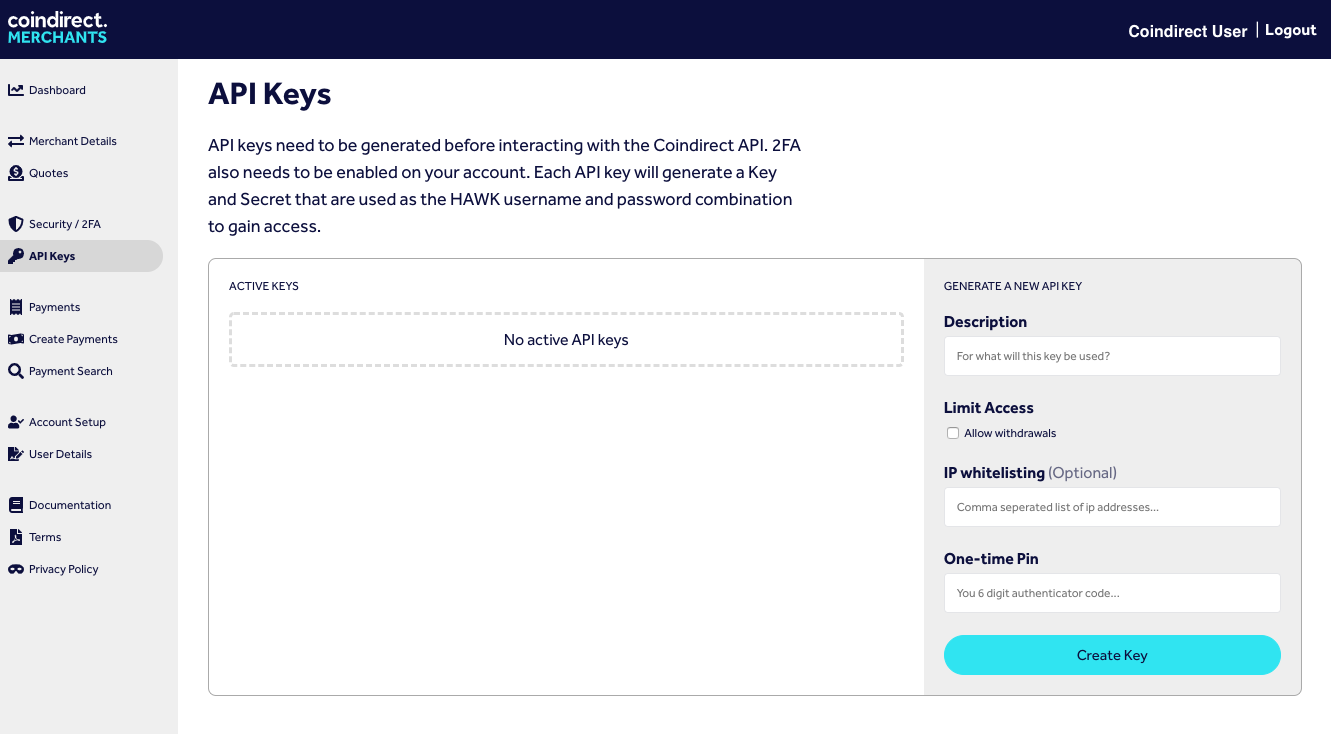 coindirect.
MERCHANTS
Coindirect User | Logout
Dashboard
Merchant Details
Quotes
Security / 2FA
API Keys
Payments
Create Payments
Payment Search
Account Setup
User Details
Documentation
Terms
Privacy Policy
API Keys
API keys need to be generated before interacting with the Coindirect API. 2FA
also needs to be enabled on your account. Each API key will generate a Key
and Secret that are used as the HAWK username and password combination
to gain access.
ACTIVE KEYS
No active API keys
GENERATE A NEW API KEY
Description
For what will this key be used?
Limit Access
Allow withdrawals
IP whitelisting (Optional)
Comma seperated list of ip addresses...
One-time Pin
You 6 digit authenticator code...
Create Key